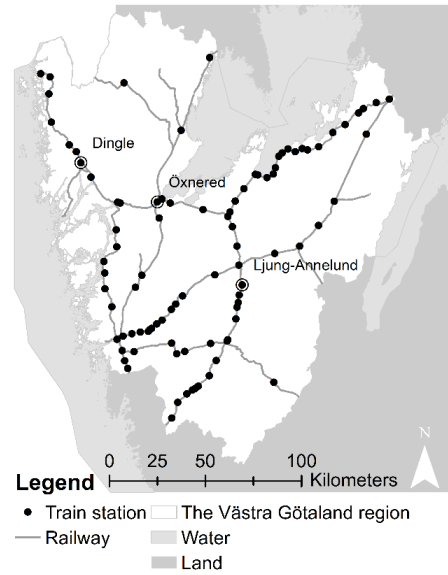 Dingle
Öxnered
Ljung-Annelund
N
Legend
0 25 50 100
Kilometers
Train station
The Västra Götaland region
Railway
Water
Land